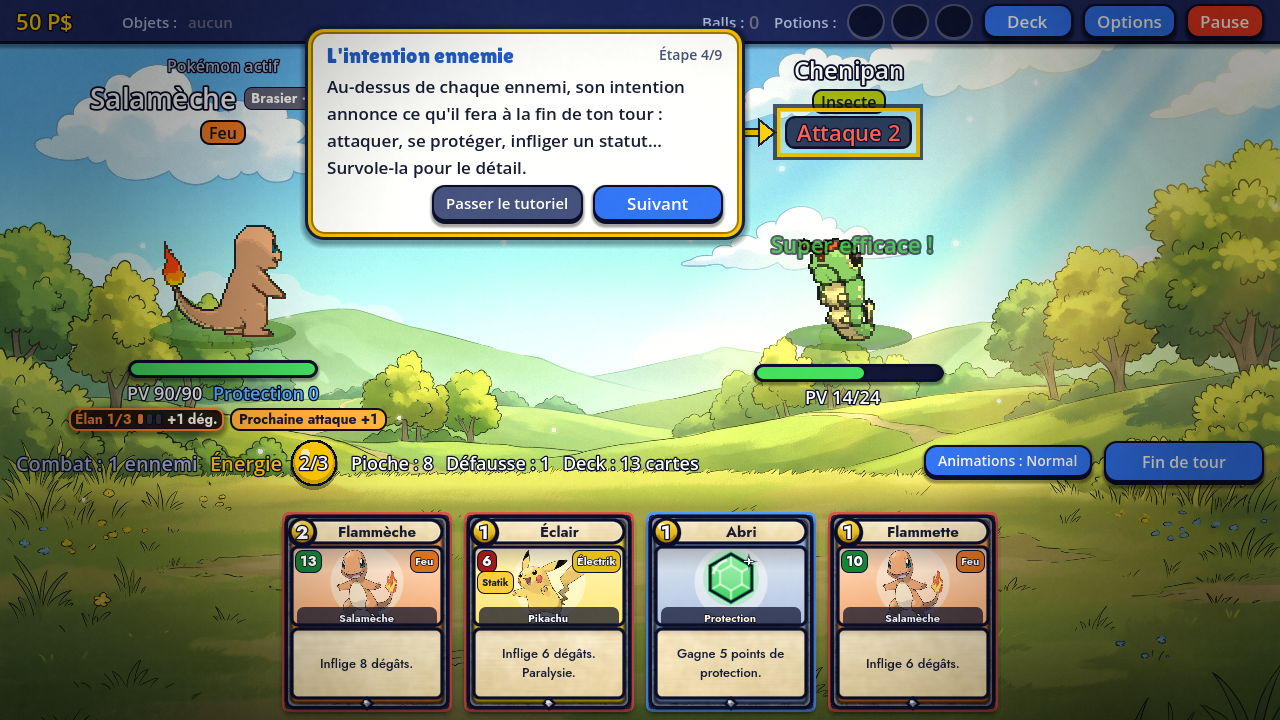 50 P$
Objets : aucun
Balls : 0
Potions :
Deck
Options
Pause
L'intention ennemie
Étape 4/9
Au-dessus de chaque ennemi, son intention
annonce ce qu'il fera à la fin de ton tour :
attaquer, se protéger, infliger un statut...
Survole-la pour le détail.
Passer le tutoriel
Suivant
Pokémon actif
Salamèche
Brasier
Feu
Chenipan
Insecte
Attaque 2
Super efficace !
PV 90/90 Protection 0
Élan 1/3 +1 dég.
Prochaine attaque +1
PV 14/24
Combat : 1 ennemi
Énergie
2/3
Pioche : 8
Défausse : 1
Deck : 13 cartes
Animations : Normal
Fin de tour
2
Flammèche
13
Feu
Salamèche
Inflige 8 dégâts.
1
Éclair
6
Électrik
Statik
Pikachu
Inflige 6 dégâts.
Paralysie.
1
Abri
Protection
Gagne 5 points de
protection.
1
Flammette
10
Feu
Salamèche
Inflige 6 dégâts.